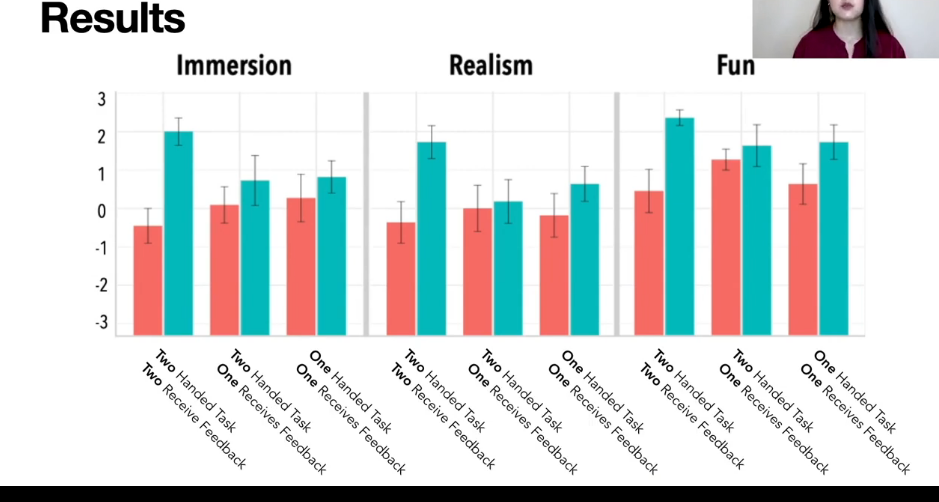 Results
Immersion
Realism
Fun
3
2
1
0
-1
-2
-3
Two Handed Task
Two Receive Feedback
Two Handed Task
One Receives Feedback
One Handed Task
One Receives Feedback
Two Handed Task
Two Receive Feedback
Two Handed Task
One Receives Feedback
One Handed Task
One Receives Feedback
Two Handed Task
Two Receive Feedback
Two Handed Task
One Receives Feedback
One Handed Task
One Receives Feedback